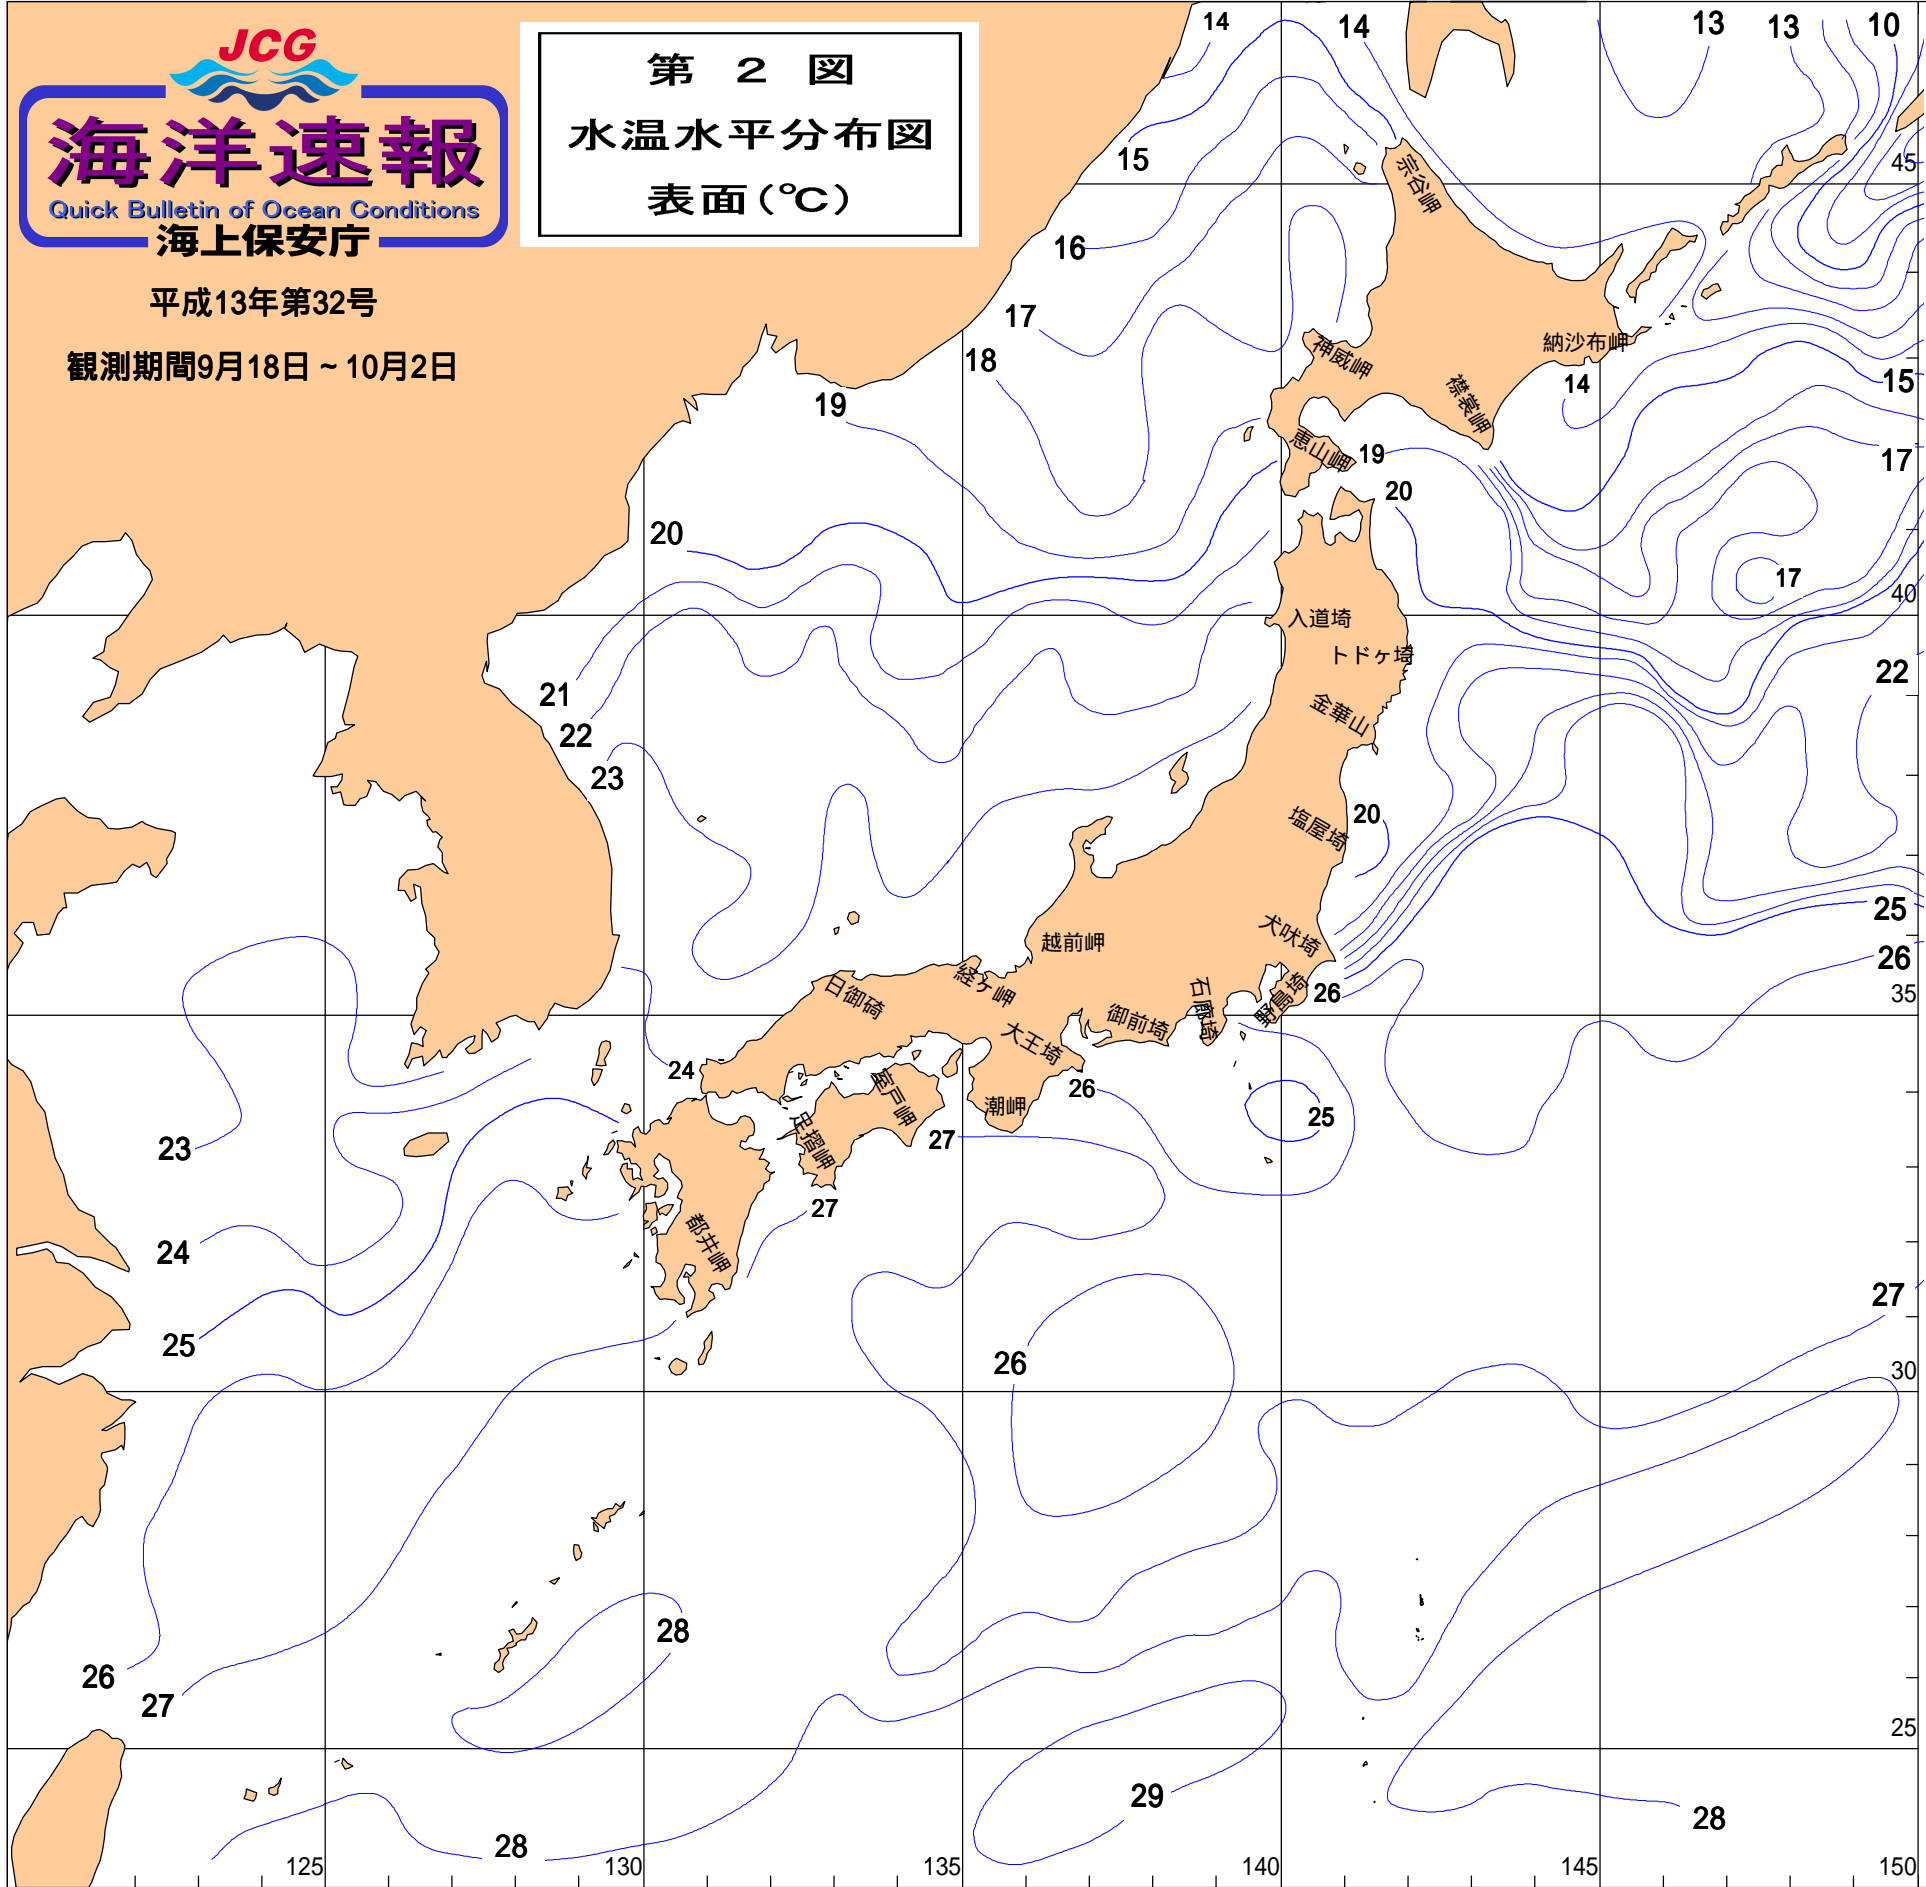 JCG
海洋速報
Quick Bulletin of Ocean Conditions
海上保安庁
平成13年第32号
観測期間9月18日~10月2日
第 2 図
水温水平分布図
表面(℃)
14
14
13
13
10
15
45
宗谷岬
16
17
18
19
神威岬
納沙布岬
14
15
襟裳岬
恵山岬
19
17
20
20
17
40
入道埼
トドヶ埼
21
22
22
金華山
23
20
塩屋埼
25
犬吠埼
越前岬
26
経ヶ岬
日御碕
石廊埼
野島埼
26
35
御前埼
大王埼
24
室戸岬
26
潮岬
25
足摺岬
27
23
27
都井岬
24
27
25
26
30
28
26
27
25
29
28
28
125
130
135
140
145
150